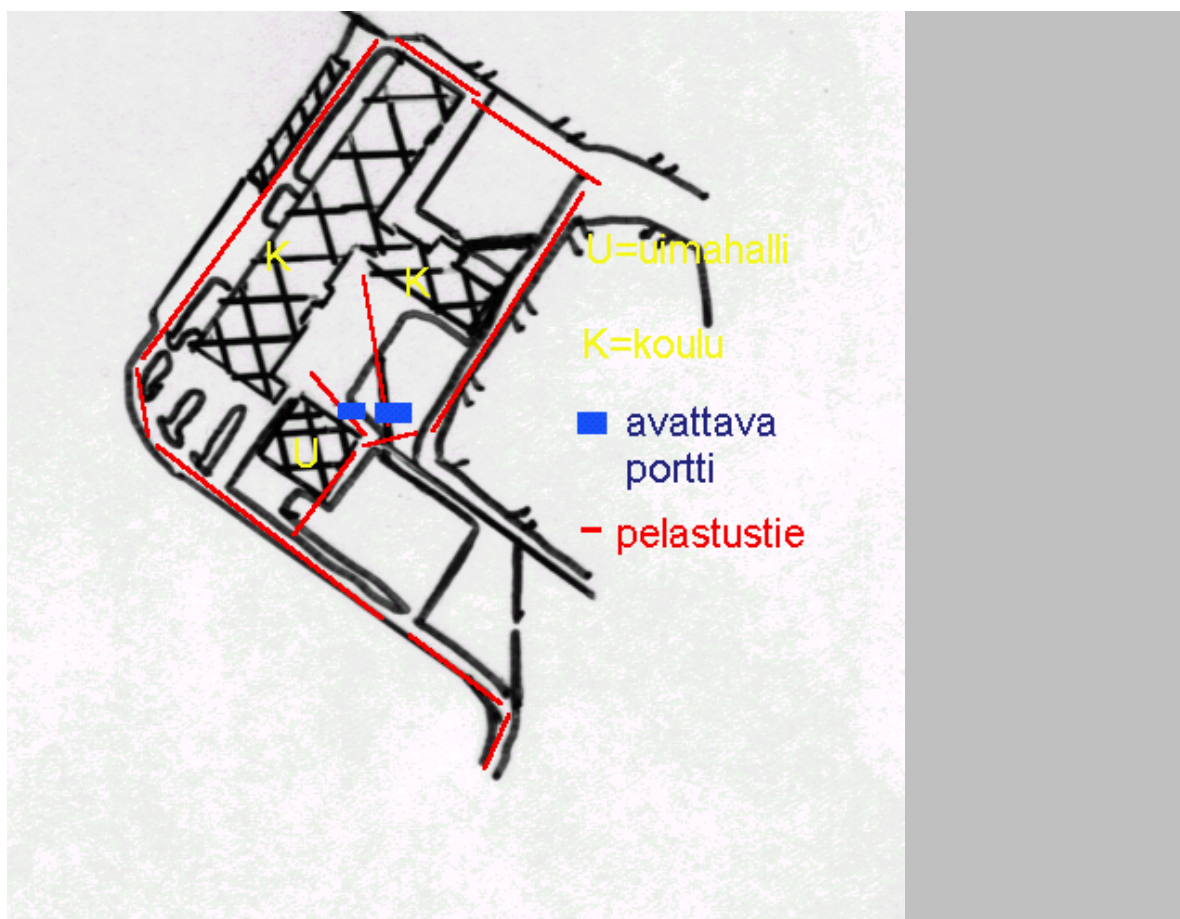 K
K
U
U=uimahalli
K=koulu
avattava
portti
pelastustie